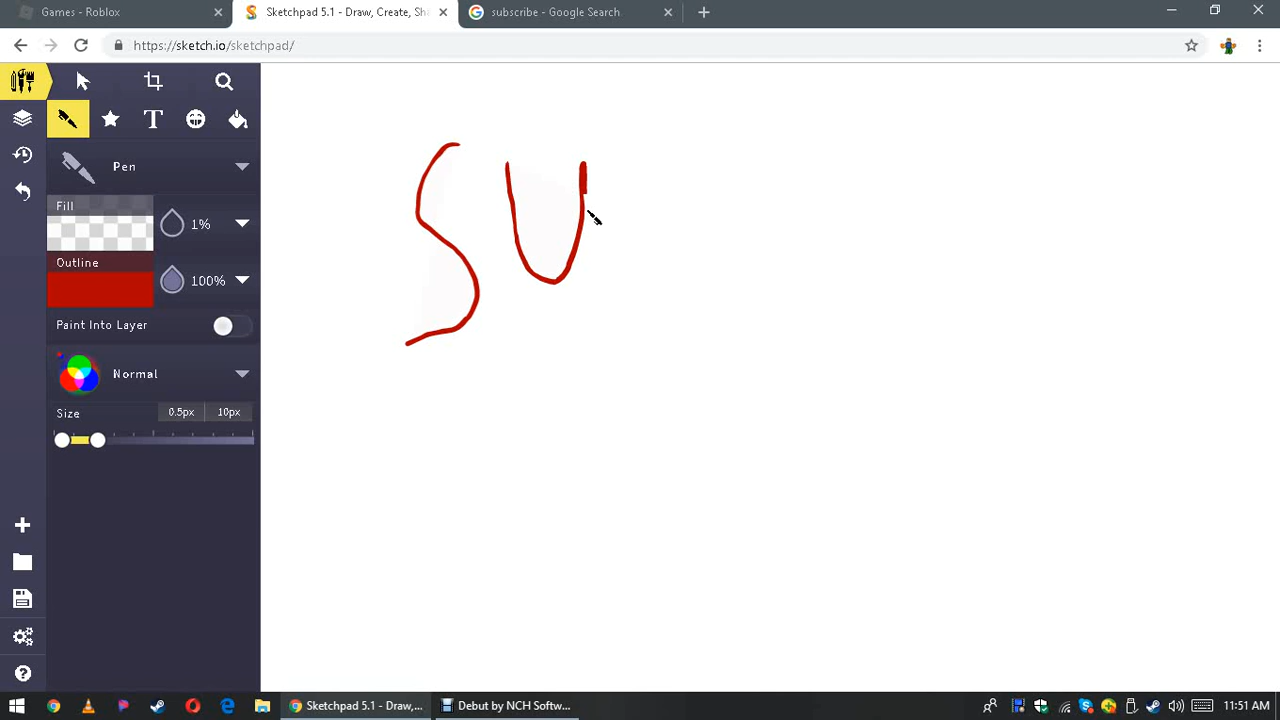 Games - Roblox
Sketchpad 5.1 - Draw, Create, Sha
subscribe - Google Search
https://sketch.io/sketchpad/
T
Pen
Fill
1%
Outline
100%
Paint Into Layer
Normal
Size 0.5px 10px
SU
Sketchpad 5.1 - Draw,...
Debut by NCH Softw...
11:51 AM